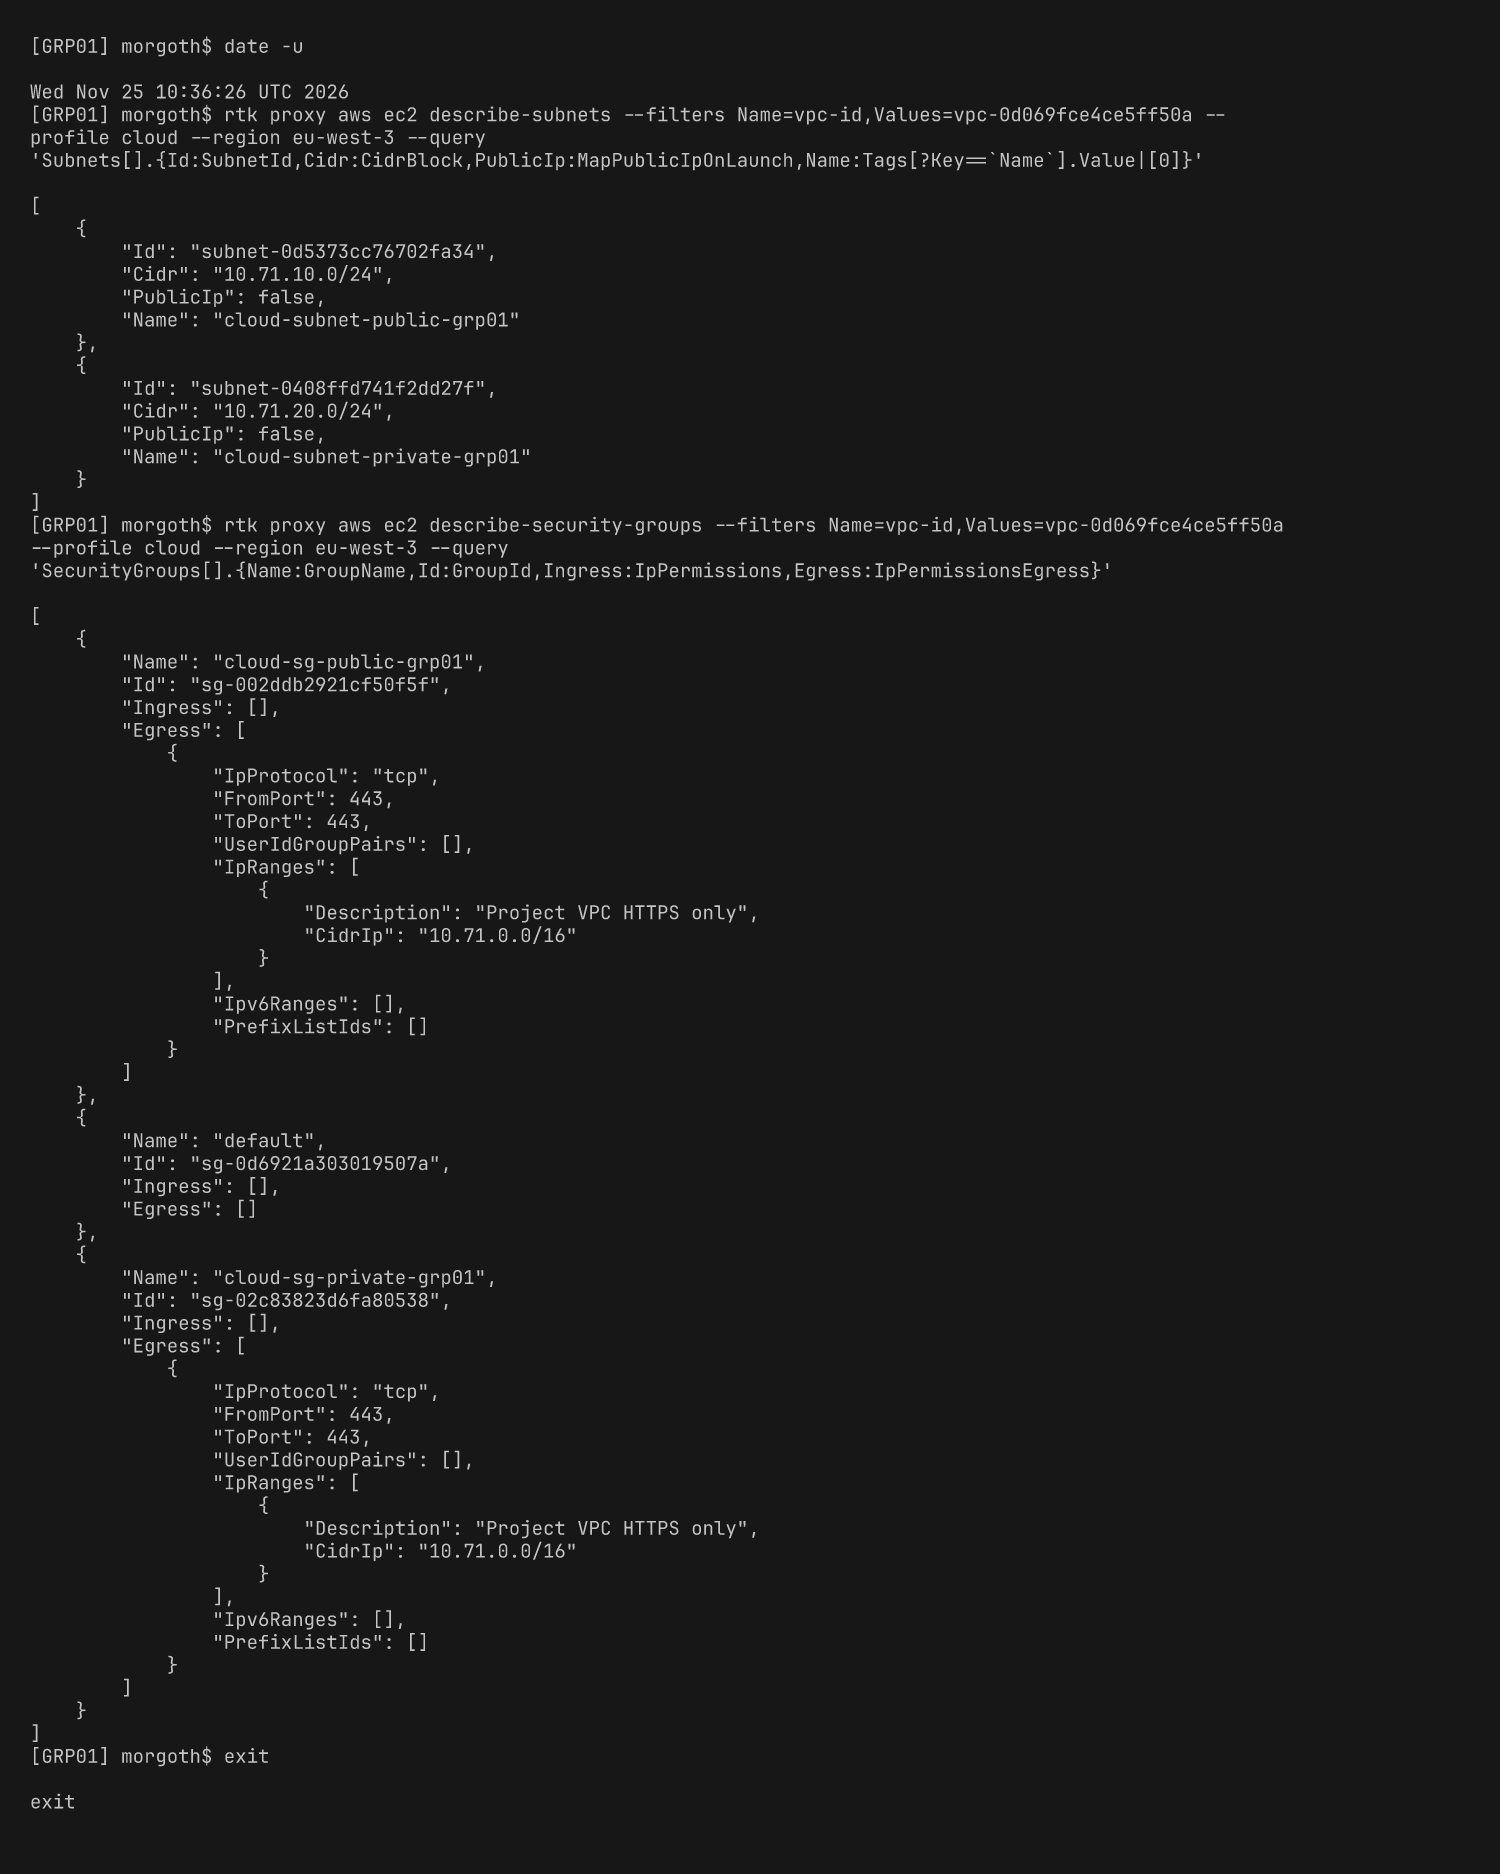 [GRP01] morgoth$ date -u
Wed Nov 25 10:36:26 UTC 2026
[GRP01] morgoth$ rtk proxy aws ec2 describe-subnets --filters Name=vpc-id,Values=vpc-0d069fce4ce5ff50a --
profile cloud --region eu-west-3 --query
'Subnets[].{Id:SubnetId,Cidr:CidrBlock,PublicIp:MapPublicIpOnLaunch,Name:Tags[?Key==`Name`].Value|[0]}'
[
    {
        "Id": "subnet-0d5373cc76702fa34",
        "Cidr": "10.71.10.0/24",
        "PublicIp": false,
        "Name": "cloud-subnet-public-grp01"
    },
    {
        "Id": "subnet-0408ffd741f2dd27f",
        "Cidr": "10.71.20.0/24",
        "PublicIp": false,
        "Name": "cloud-subnet-private-grp01"
    }
]
[GRP01] morgoth$ rtk proxy aws ec2 describe-security-groups --filters Name=vpc-id,Values=vpc-0d069fce4ce5ff50a
--profile cloud --region eu-west-3 --query
'SecurityGroups[].{Name:GroupName,Id:GroupId,Ingress:IpPermissions,Egress:IpPermissionsEgress}'
[
    {
        "Name": "cloud-sg-public-grp01",
        "Id": "sg-002ddb2921cf50f5f",
        "Ingress": [],
        "Egress": [
            {
                "IpProtocol": "tcp",
                "FromPort": 443,
                "ToPort": 443,
                "UserIdGroupPairs": [],
                "IpRanges": [
                    {
                        "Description": "Project VPC HTTPS only",
                        "CidrIp": "10.71.0.0/16"
                    }
                ],
                "Ipv6Ranges": [],
                "PrefixListIds": []
            }
        ]
    },
    {
        "Name": "default",
        "Id": "sg-0d6921a303019507a",
        "Ingress": [],
        "Egress": []
    },
    {
        "Name": "cloud-sg-private-grp01",
        "Id": "sg-02c83823d6fa80538",
        "Ingress": [],
        "Egress": [
            {
                "IpProtocol": "tcp",
                "FromPort": 443,
                "ToPort": 443,
                "UserIdGroupPairs": [],
                "IpRanges": [
                    {
                        "Description": "Project VPC HTTPS only",
                        "CidrIp": "10.71.0.0/16"
                    }
                ],
                "Ipv6Ranges": [],
                "PrefixListIds": []
            }
        ]
    }
]
[GRP01] morgoth$ exit
exit